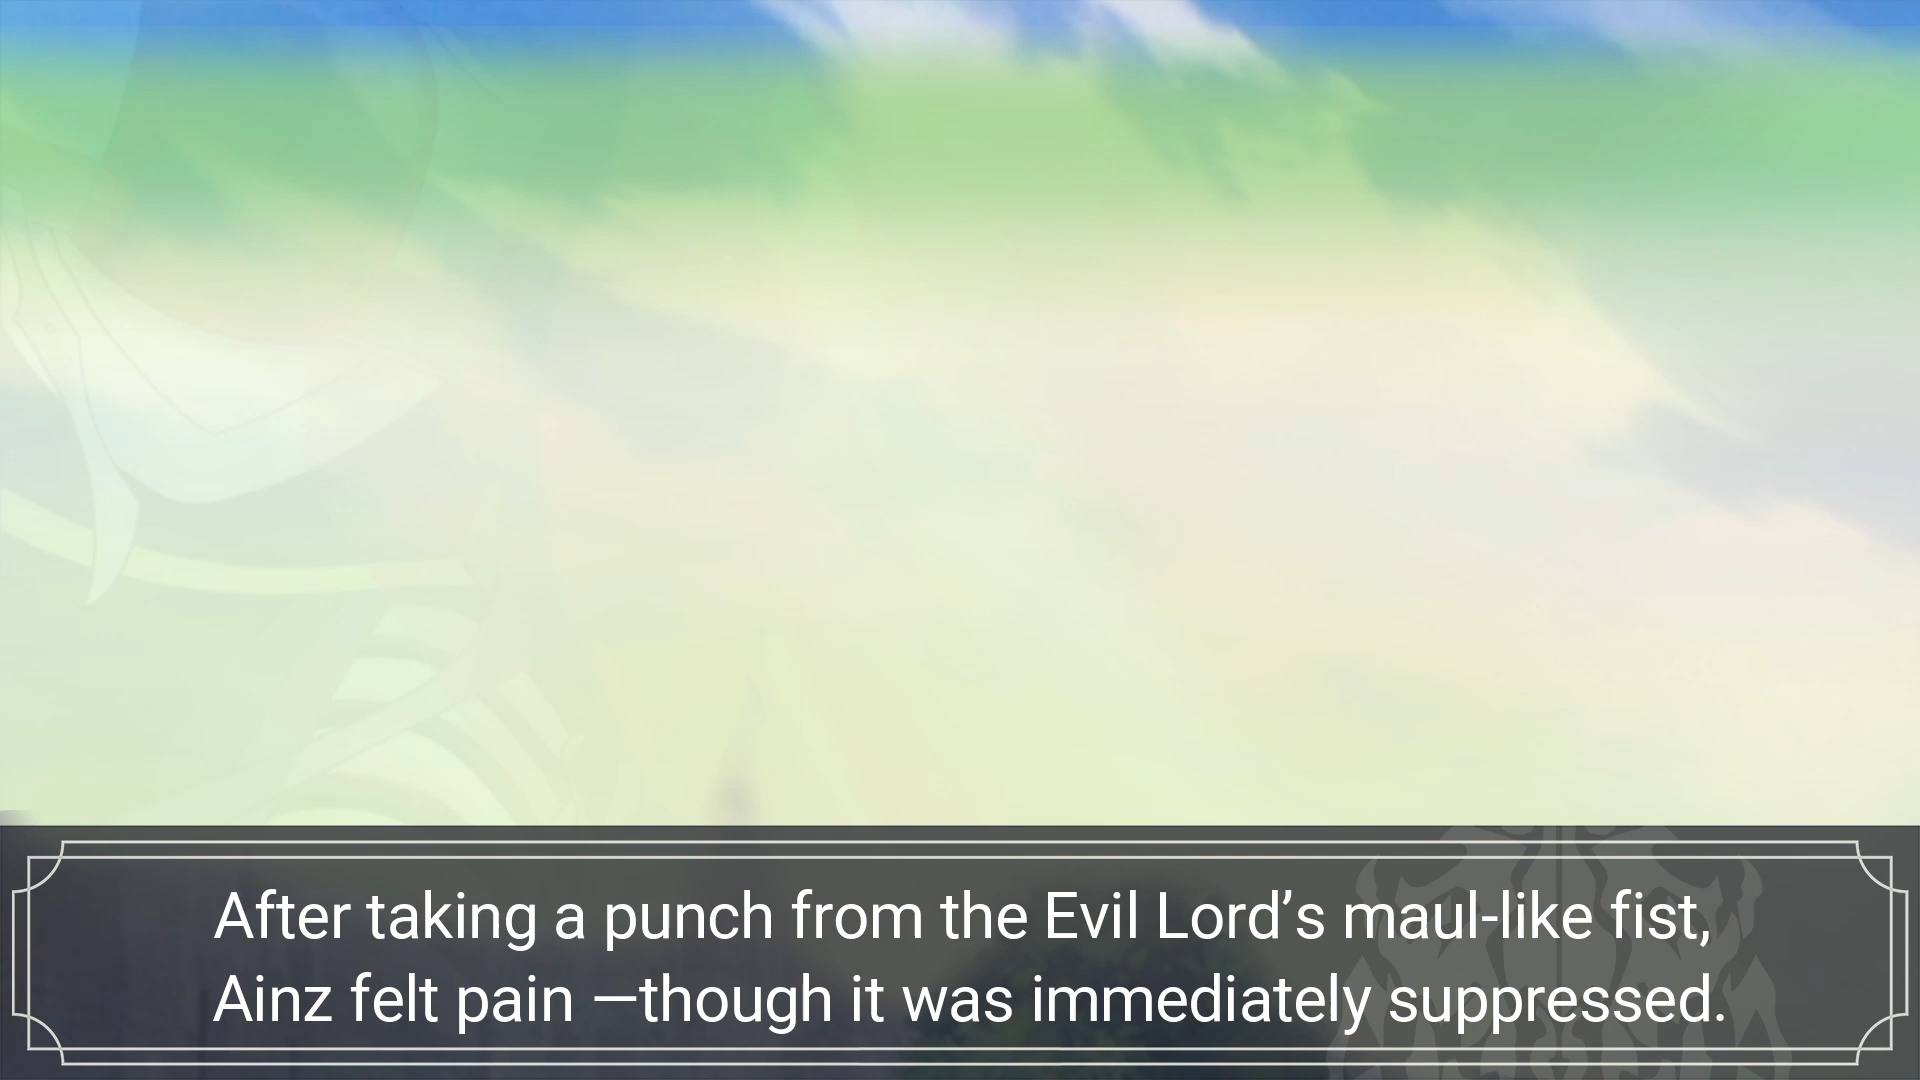 After taking a punch from the Evil Lord’s maul-like fist,
Ainz felt pain —though it was immediately suppressed.